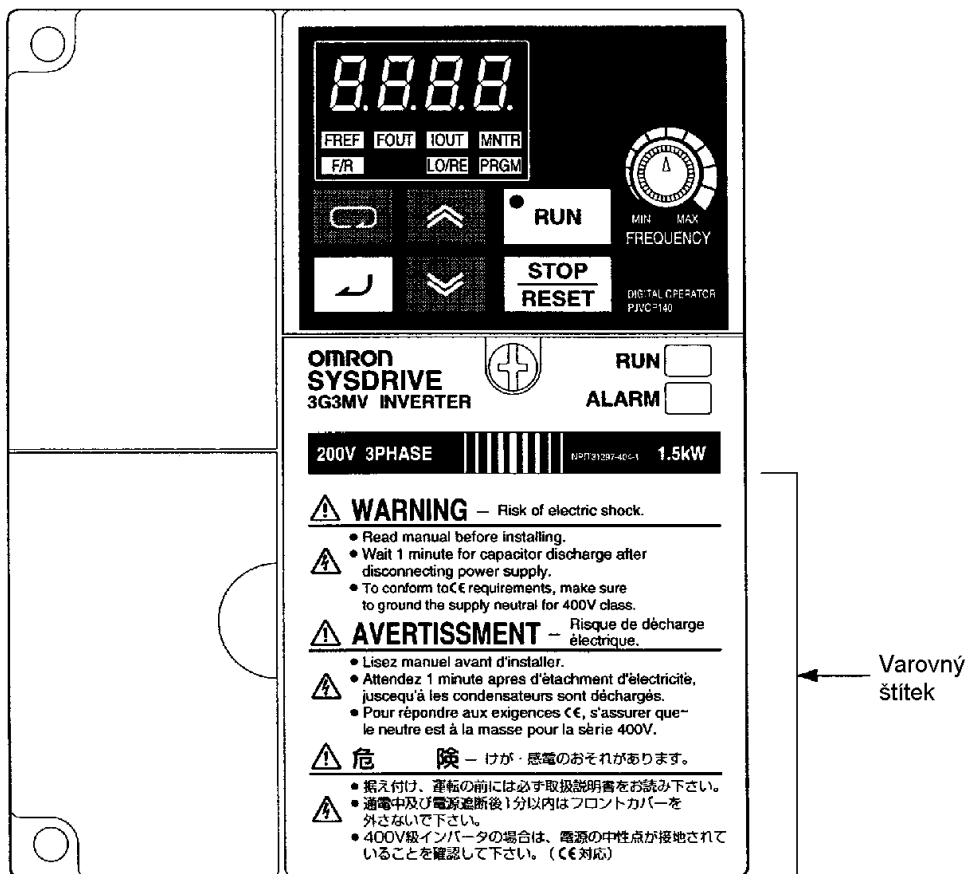 8.8.8.8.
FREF FOUT IOUT MNTR
F/R LO/RE PRGM
RUN
STOP
RESET
MIN MAX
FREQUENCY
DIGITAL OPERATOR
PJVOP140
OMRON
SYSDRIVE
3G3MV INVERTER
RUN
ALARM
200V 3PHASE 1.5kW
WARNING – Risk of electric shock.
● Read manual before installing.
● Wait 1 minute for capacitor discharge after
disconnecting power supply.
● To conform to CE requirements, make sure
to ground the supply neutral for 400V class.
AVERTISSMENT – Risque de décharge
électrique.
● Lisez manuel avant d'installer.
● Attendez 1 minute apres d'étachment d'électricité,
juscequ'à les condensateurs sont déchargés.
● Pour répondre aux exigences CE, s'assurer que~
le neutre est à la masse pour la série 400V.
危 険 – けが・感電のおそれがあります。
● 据え付け、運転の前には必ず取扱説明書をお読み下さい。
● 通電中及び電源遮断後1分以内はフロントカバーを
外さないで下さい。
● 400V級インバータの場合は、電源の中性点が接地されて
いることを確認して下さい。(CE対応)
Varovný
štítek